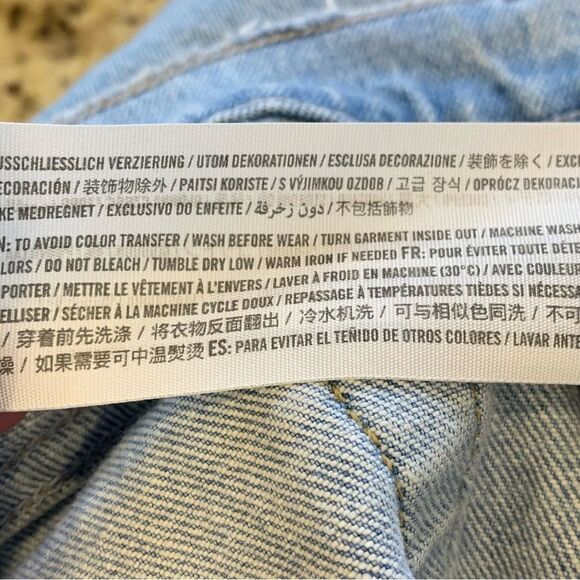 USSCHLIESSLICH VERZIERUNG / UTOM DEKORATIONEN / ESCLUSA DECORAZIONE / 装飾を除く / EXC
ECORACIÓN / 装饰物除外 / PAITSI KORISTE / S VÝJIMKOU OZDOB / 고급 장식 / OPRÓCZ DEKORACJ
KE MEDREGNET / EXCLUSIVO DO ENFEITE / دون زخرفة / 不包括飾物
N: TO AVOID COLOR TRANSFER / WASH BEFORE WEAR / TURN GARMENT INSIDE OUT / MACHINE WASH
LORS / DO NOT BLEACH / TUMBLE DRY LOW / WARM IRON IF NEEDED FR: POUR ÉVITER TOUTE DÉTE
PORTER / METTRE LE VÊTEMENT À L'ENVERS / LAVER À FROID EN MACHINE (30°C) / AVEC COULEUR
ELLISER / SÉCHER À LA MACHINE CYCLE DOUX / REPASSAGE À TEMPÉRATURES TIÈDES SI NÉCESSA
/ 穿着前先洗涤 / 将衣物反面翻出 / 冷水机洗 / 可与相似色同洗 / 不可
燥 / 如果需要可中温熨烫 ES: PARA EVITAR EL TEÑIDO DE OTROS COLORES / LAVAR ANTE